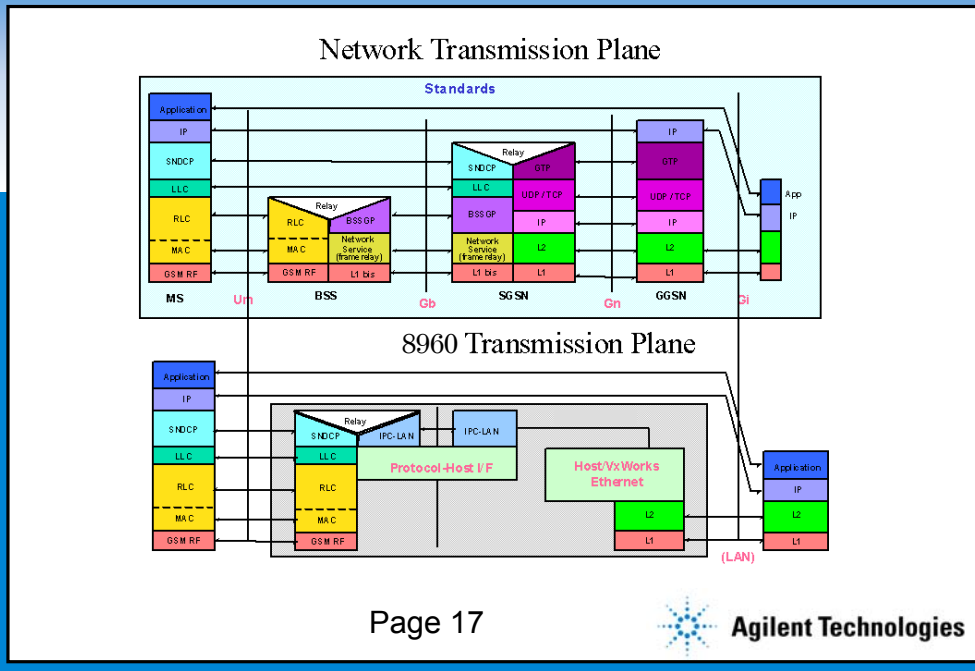 Network Transmission Plane
Standards
Application
IP
SNDCP
LLC
RLC
MAC
GSM RF
MS
Um
Relay
RLC
MAC
GSM RF
BSSGP
Network
Service
(frame relay)
L1 bis
BSS
Gb
Relay
SNDCP
LLC
BSSGP
Network
Service
(frame relay)
L1 bis
GTP
UDP / TCP
IP
L2
L1
SGSN
Gn
IP
GTP
UDP / TCP
IP
L2
L1
GGSN
Gi
App
IP
8960 Transmission Plane
Application
IP
SNDCP
LLC
RLC
MAC
GSM RF
Relay
SNDCP
IPC-LAN
LLC
RLC
MAC
GSM RF
IPC-LAN
Protocol-Host I/F
Host/VxWorks
Ethernet
L2
L1
(LAN)
Application
IP
L2
L1
Page 17
Agilent Technologies